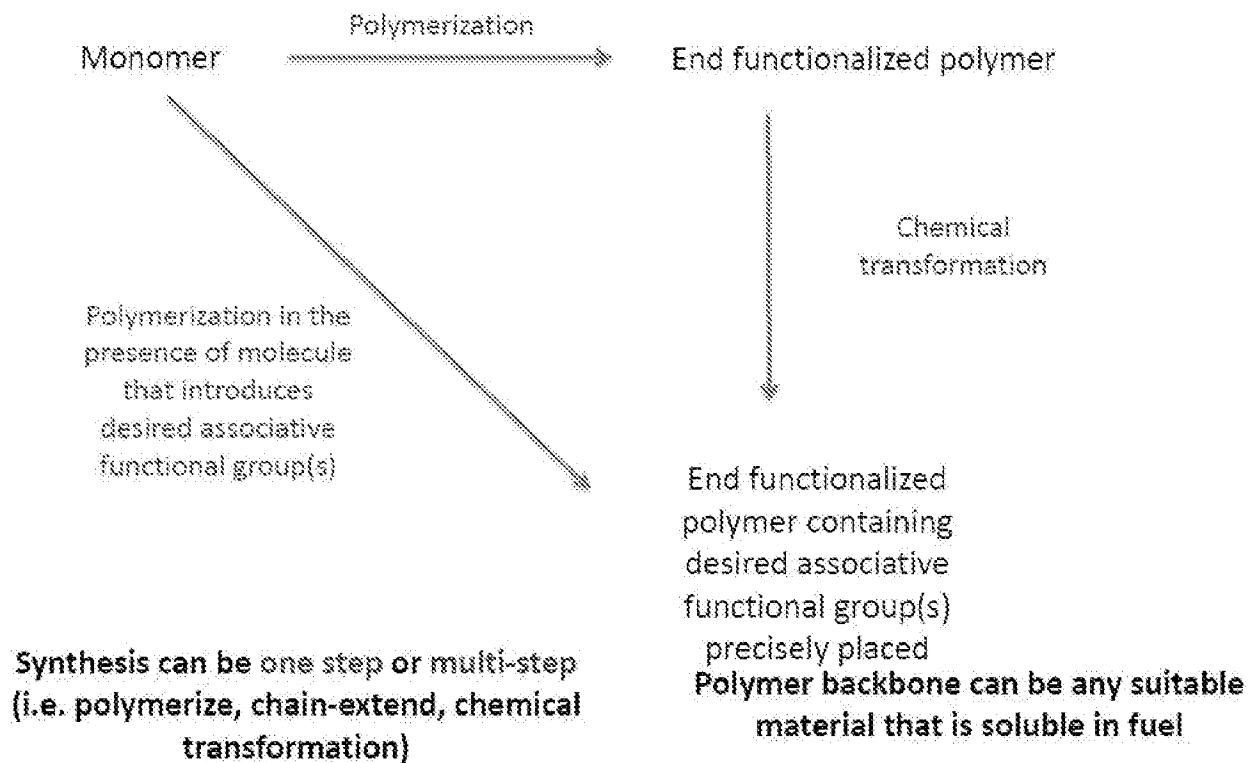 Polymerization
Monomer
End functionalized polymer
Chemical
transformation
Polymerization in the
presence of molecule
that introduces
desired associative
functional group(s)
End functionalized
polymer containing
desired associative
functional group(s)
precisely placed
Synthesis can be one step or multi-step
(i.e. polymerize, chain-extend, chemical
transformation)
Polymer backbone can be any suitable
material that is soluble in fuel